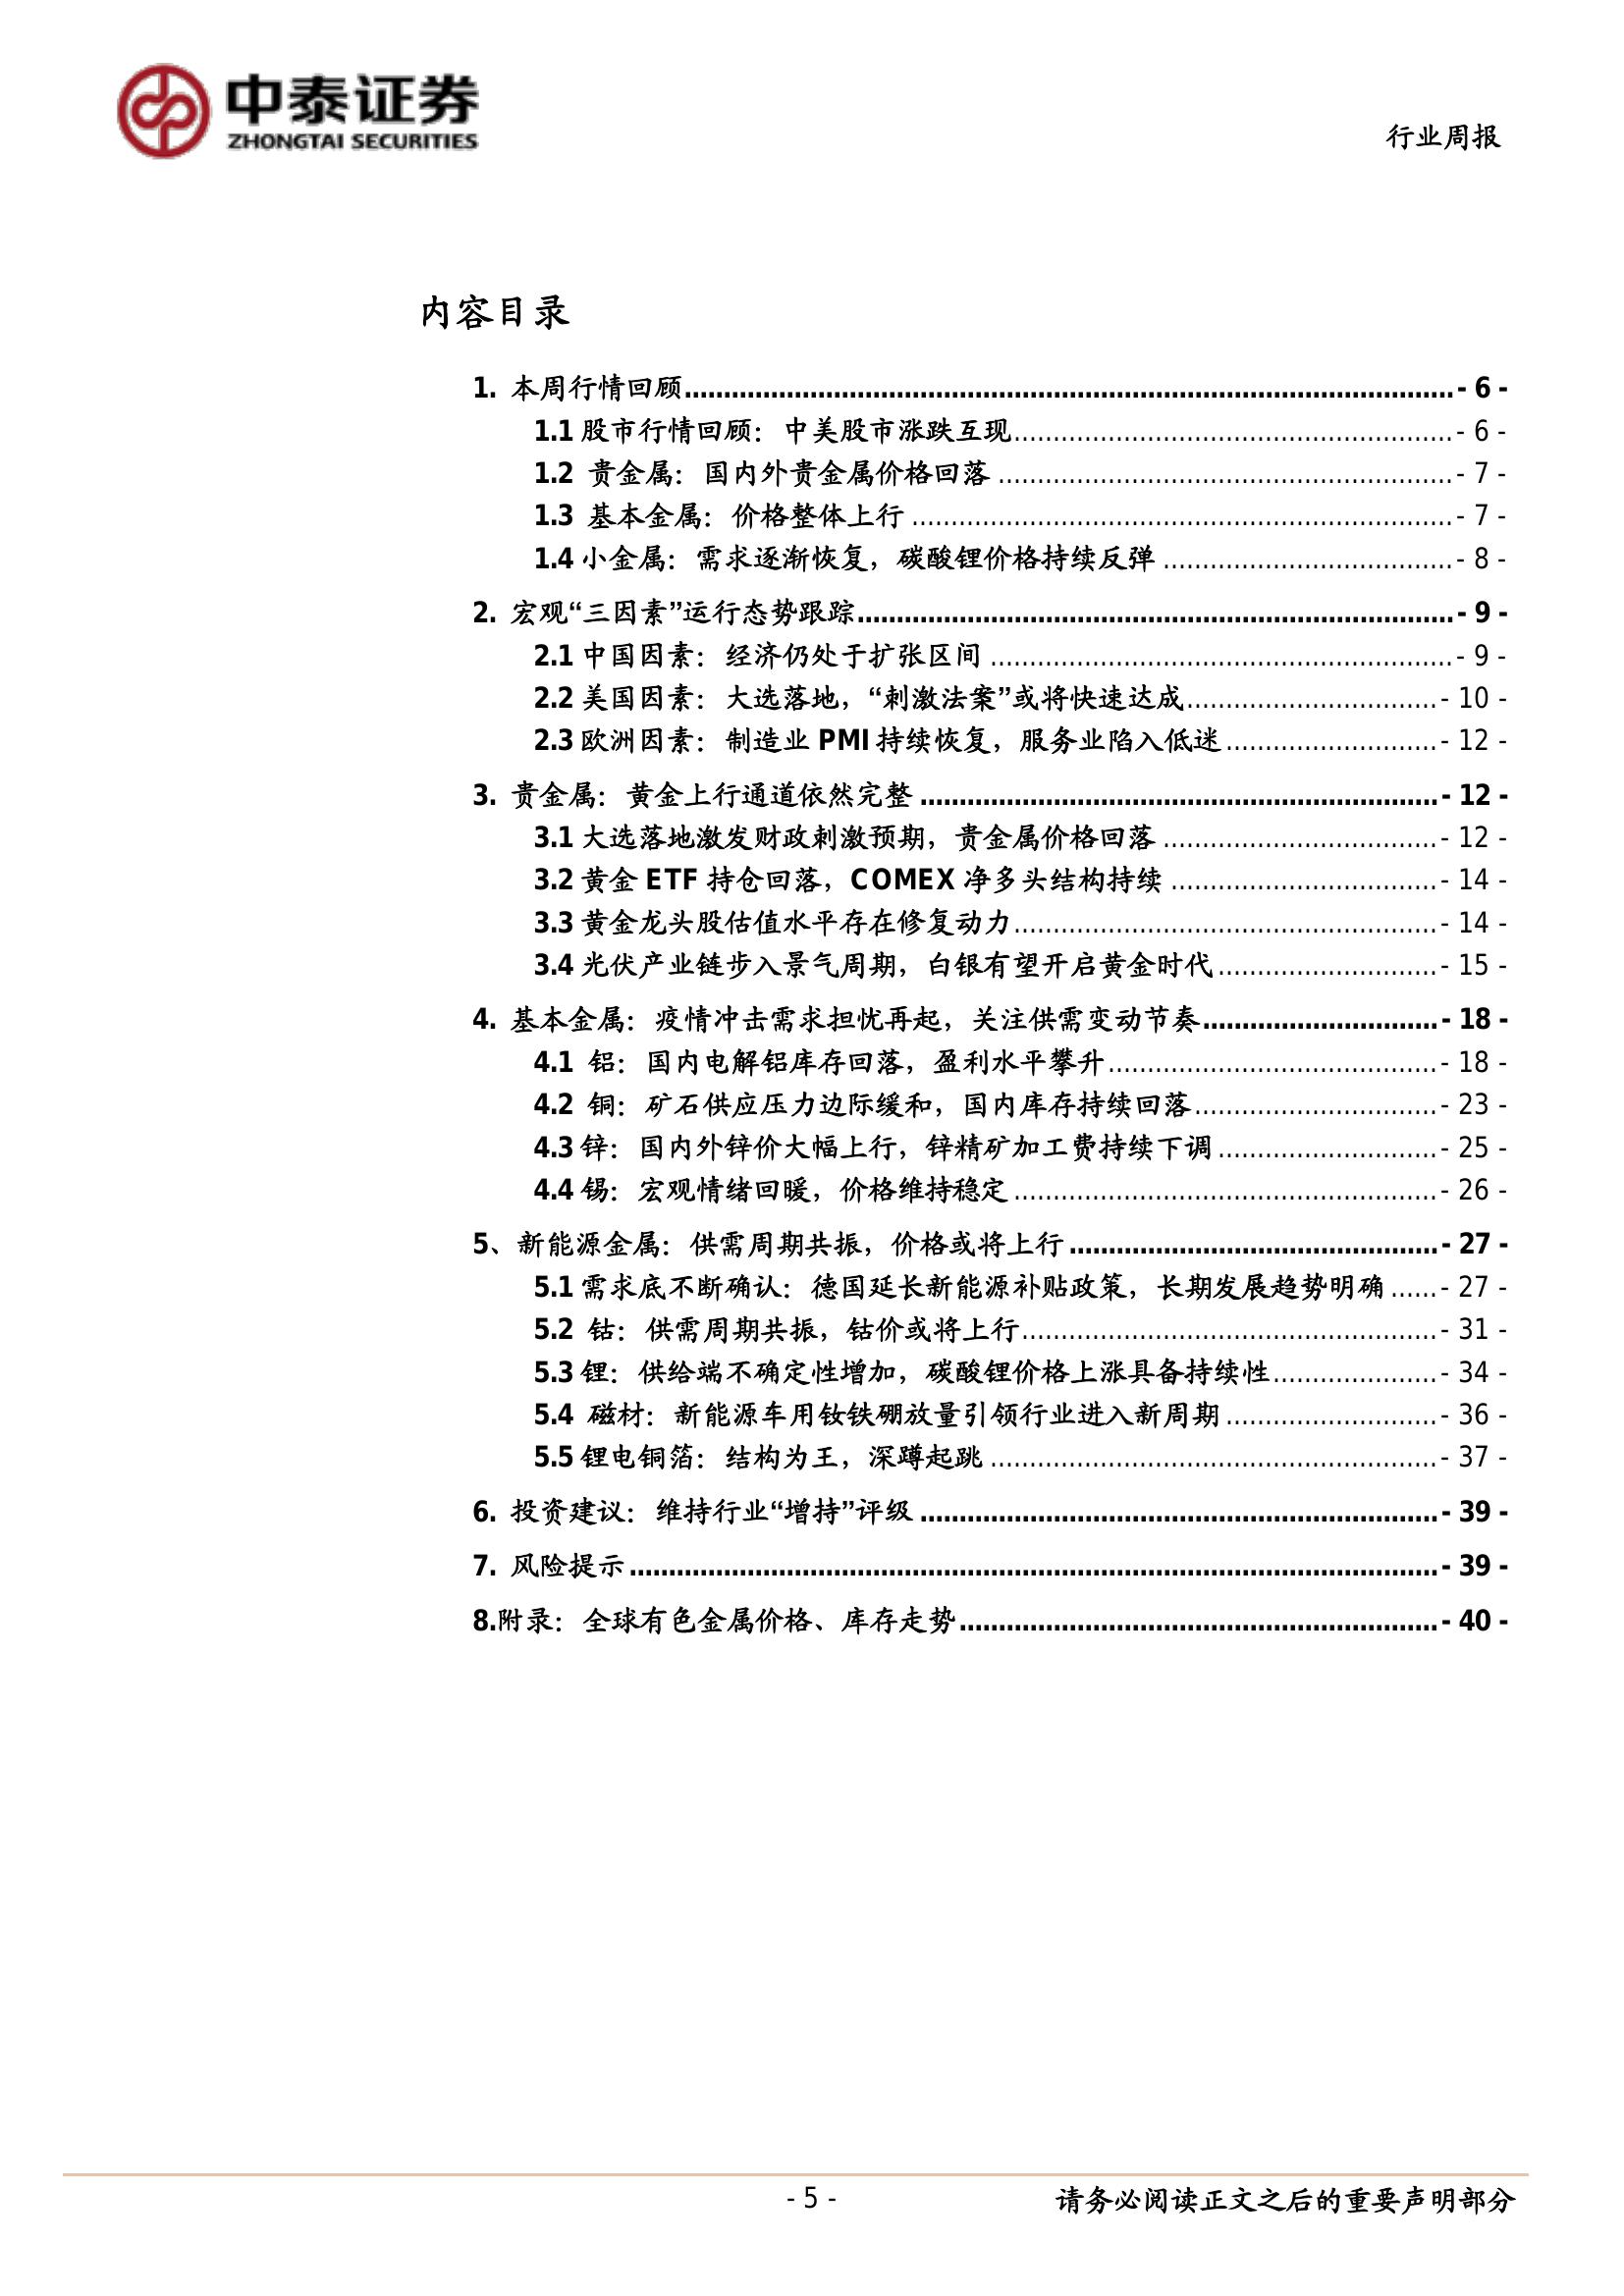 中泰证券
ZHONGTAI SECURITIES
行业周报
内容目录
1. 本周行情回顾 - 6 -
1.1 股市行情回顾：中美股市涨跌互现 - 6 -
1.2 贵金属：国内外贵金属价格回落 - 7 -
1.3 基本金属：价格整体上行 - 7 -
1.4 小金属：需求逐渐恢复，碳酸锂价格持续反弹 - 8 -
2. 宏观“三因素”运行态势跟踪 - 9 -
2.1 中国因素：经济仍处于扩张区间 - 9 -
2.2 美国因素：大选落地，“刺激法案”或将快速达成 - 10 -
2.3 欧洲因素：制造业 PMI 持续恢复，服务业陷入低迷 - 12 -
3. 贵金属：黄金上行通道依然完整 - 12 -
3.1 大选落地激发财政刺激预期，贵金属价格回落 - 12 -
3.2 黄金 ETF 持仓回落，COMEX 净多头结构持续 - 14 -
3.3 黄金龙头股估值水平存在修复动力 - 14 -
3.4 光伏产业链步入景气周期，白银有望开启黄金时代 - 15 -
4. 基本金属：疫情冲击需求担忧再起，关注供需变动节奏 - 18 -
4.1 铝：国内电解铝库存回落，盈利水平攀升 - 18 -
4.2 铜：矿石供应压力边际缓和，国内库存持续回落 - 23 -
4.3 锌：国内外锌价大幅上行，锌精矿加工费持续下调 - 25 -
4.4 锡：宏观情绪回暖，价格维持稳定 - 26 -
5、新能源金属：供需周期共振，价格或将上行 - 27 -
5.1 需求底不断确认：德国延长新能源补贴政策，长期发展趋势明确 - 27 -
5.2 钴：供需周期共振，钴价或将上行 - 31 -
5.3 锂：供给端不确定性增加，碳酸锂价格上涨具备持续性 - 34 -
5.4 磁材：新能源车用钕铁硼放量引领行业进入新周期 - 36 -
5.5 锂电铜箔：结构为王，深蹲起跳 - 37 -
6. 投资建议：维持行业“增持”评级 - 39 -
7. 风险提示 - 39 -
8.附录：全球有色金属价格、库存走势 - 40 -
- 5 -
请务必阅读正文之后的重要声明部分